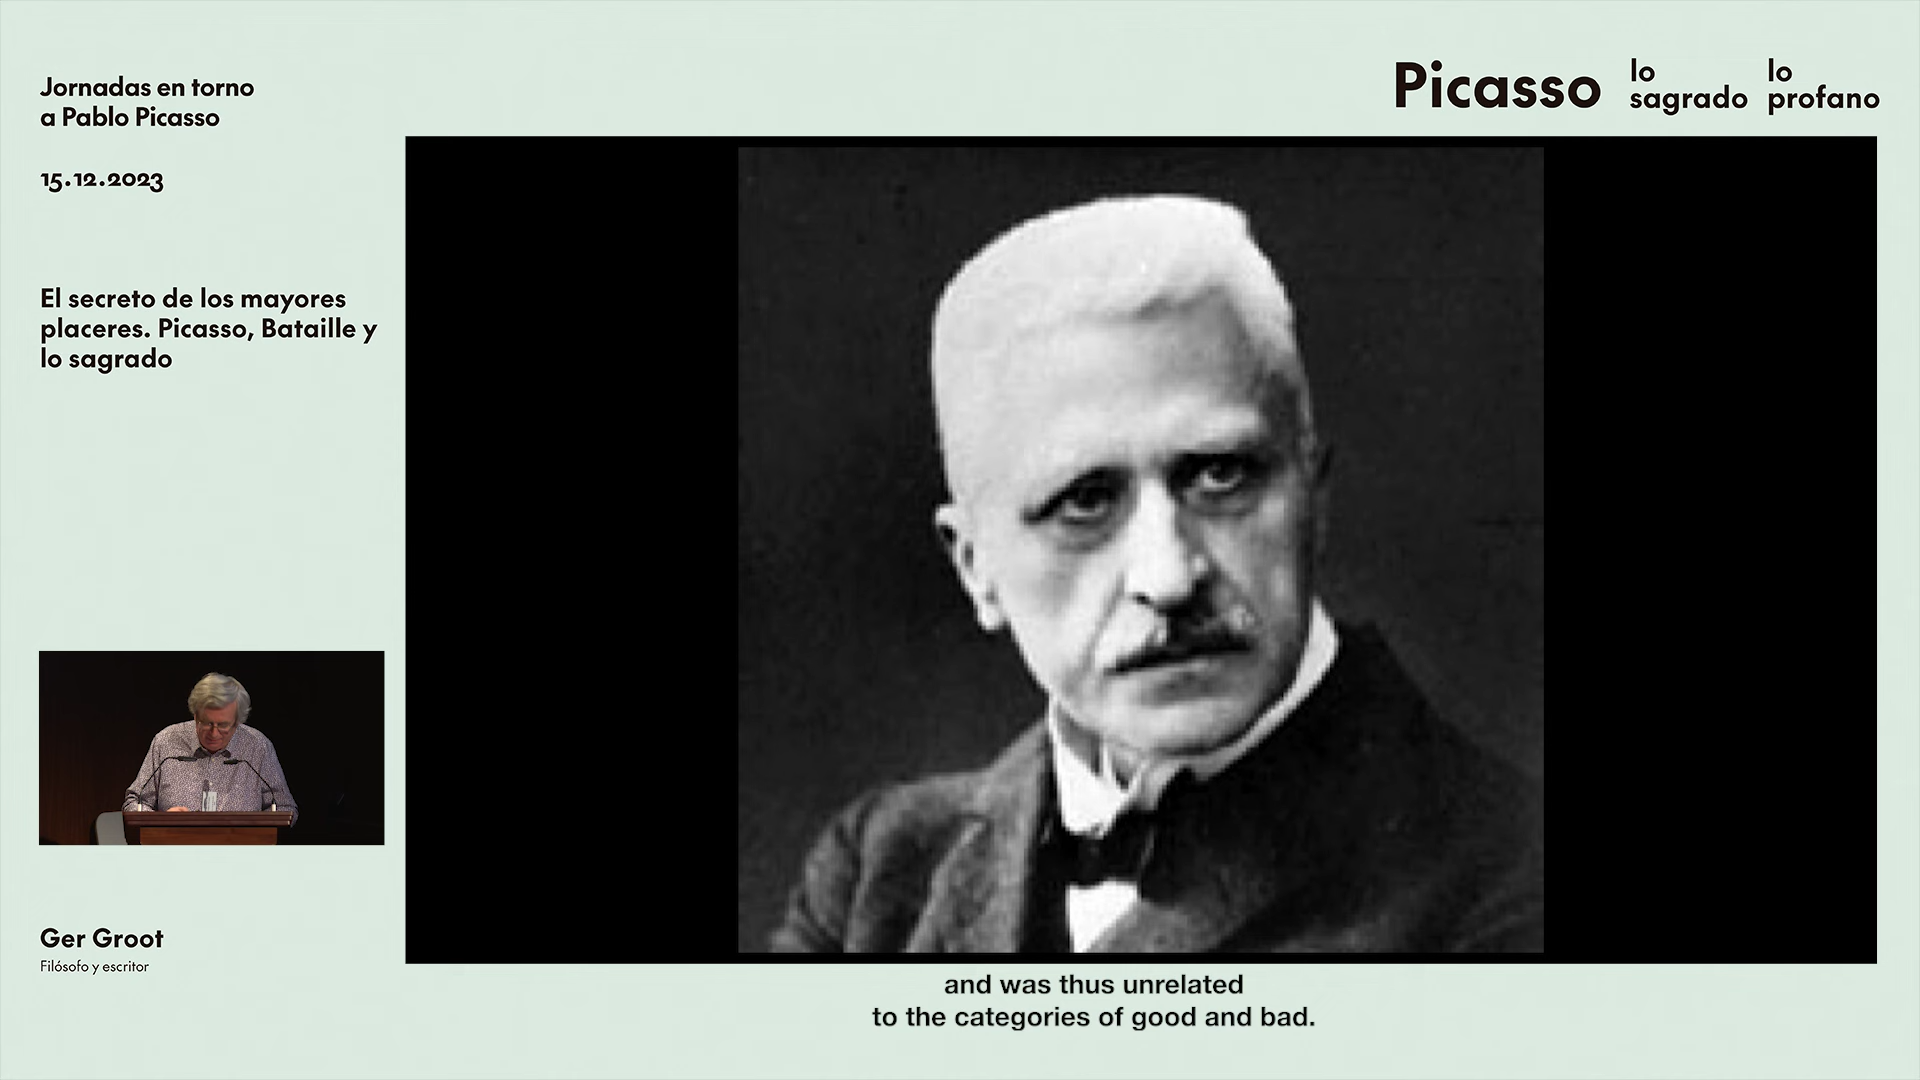 Jornadas en torno
a Pablo Picasso
15.12.2023
El secreto de los mayores
placeres. Picasso, Bataille y
lo sagrado
Ger Groot
Filósofo y escritor
Picasso
lo
sagrado
lo
profano
and was thus unrelated
to the categories of good and bad.